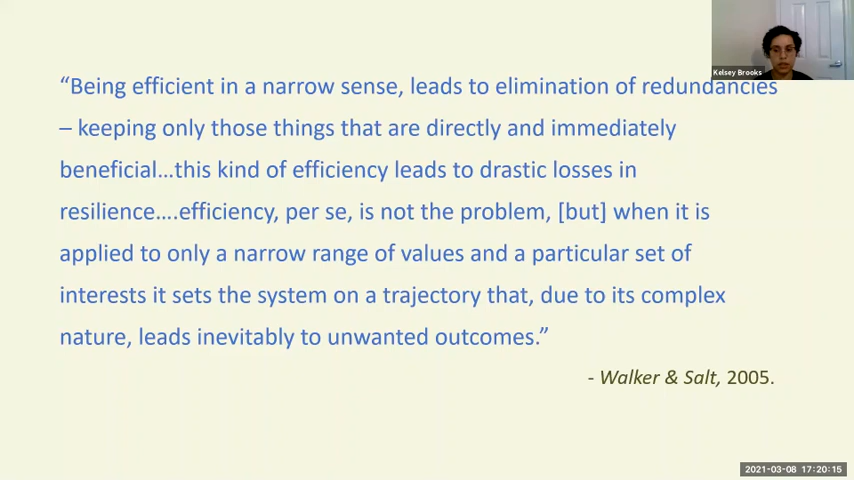 Kelsey Brooks
“Being efficient in a narrow sense, leads to elimination of redundancies
– keeping only those things that are directly and immediately
beneficial…this kind of efficiency leads to drastic losses in
resilience….efficiency, per se, is not the problem, [but] when it is
applied to only a narrow range of values and a particular set of
interests it sets the system on a trajectory that, due to its complex
nature, leads inevitably to unwanted outcomes.”
- Walker & Salt, 2005.
2021-03-08 17:20:15